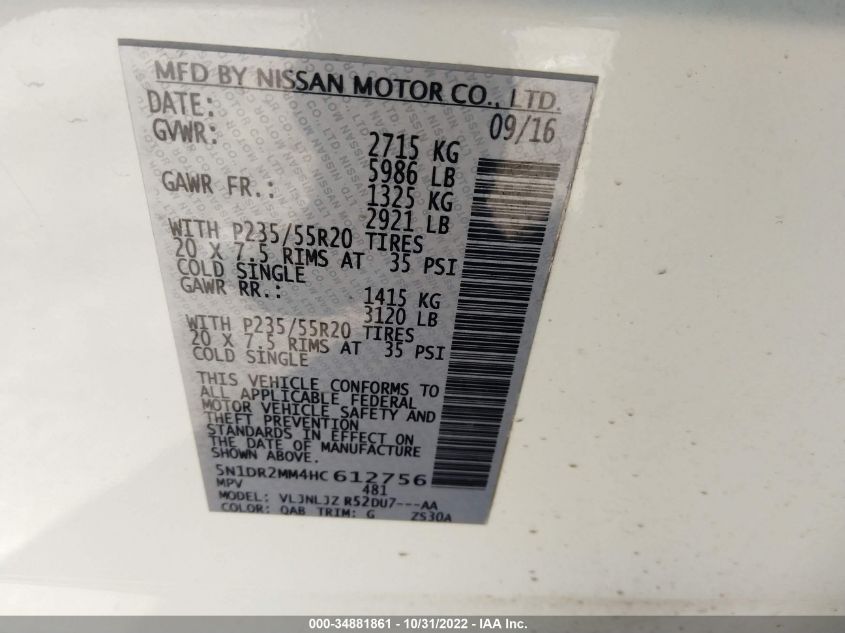 MFD BY NISSAN MOTOR CO., LTD.
DATE: 09/16
GVWR: 2715 KG
5986 LB
GAWR FR.: 1325 KG
2921 LB
WITH P235/55R20 TIRES
20 X 7.5 RIMS AT 35 PSI
COLD SINGLE
GAWR RR.: 1415 KG
3120 LB
WITH P235/55R20 TIRES
20 X 7.5 RIMS AT 35 PSI
COLD SINGLE
THIS VEHICLE CONFORMS TO
ALL APPLICABLE FEDERAL
MOTOR VEHICLE SAFETY AND
THEFT PREVENTION
STANDARDS IN EFFECT ON
THE DATE OF MANUFACTURE
SHOWN ABOVE.
5N1DR2MM4HC 612756
MPV 481
MODEL: VLJNLJZ R52DU7---AA
COLOR: QAB TRIM: G ZS30A
000-34881861 - 10/31/2022 - IAA Inc.